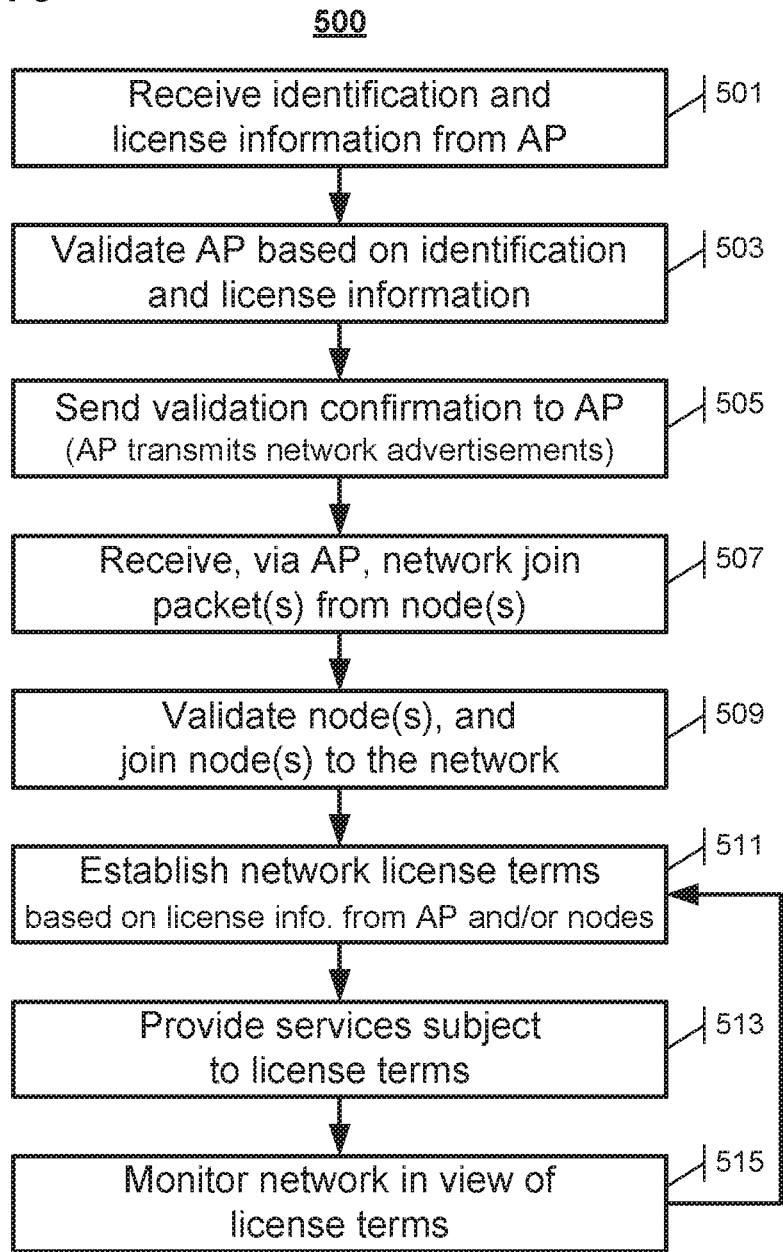 500
Receive identification and
license information from AP
501
Validate AP based on identification
and license information
503
Send validation confirmation to AP
(AP transmits network advertisements)
505
Receive, via AP, network join
packet(s) from node(s)
507
Validate node(s), and
join node(s) to the network
509
Establish network license terms
based on license info. from AP and/or nodes
511
Provide services subject
to license terms
513
Monitor network in view of
license terms
515